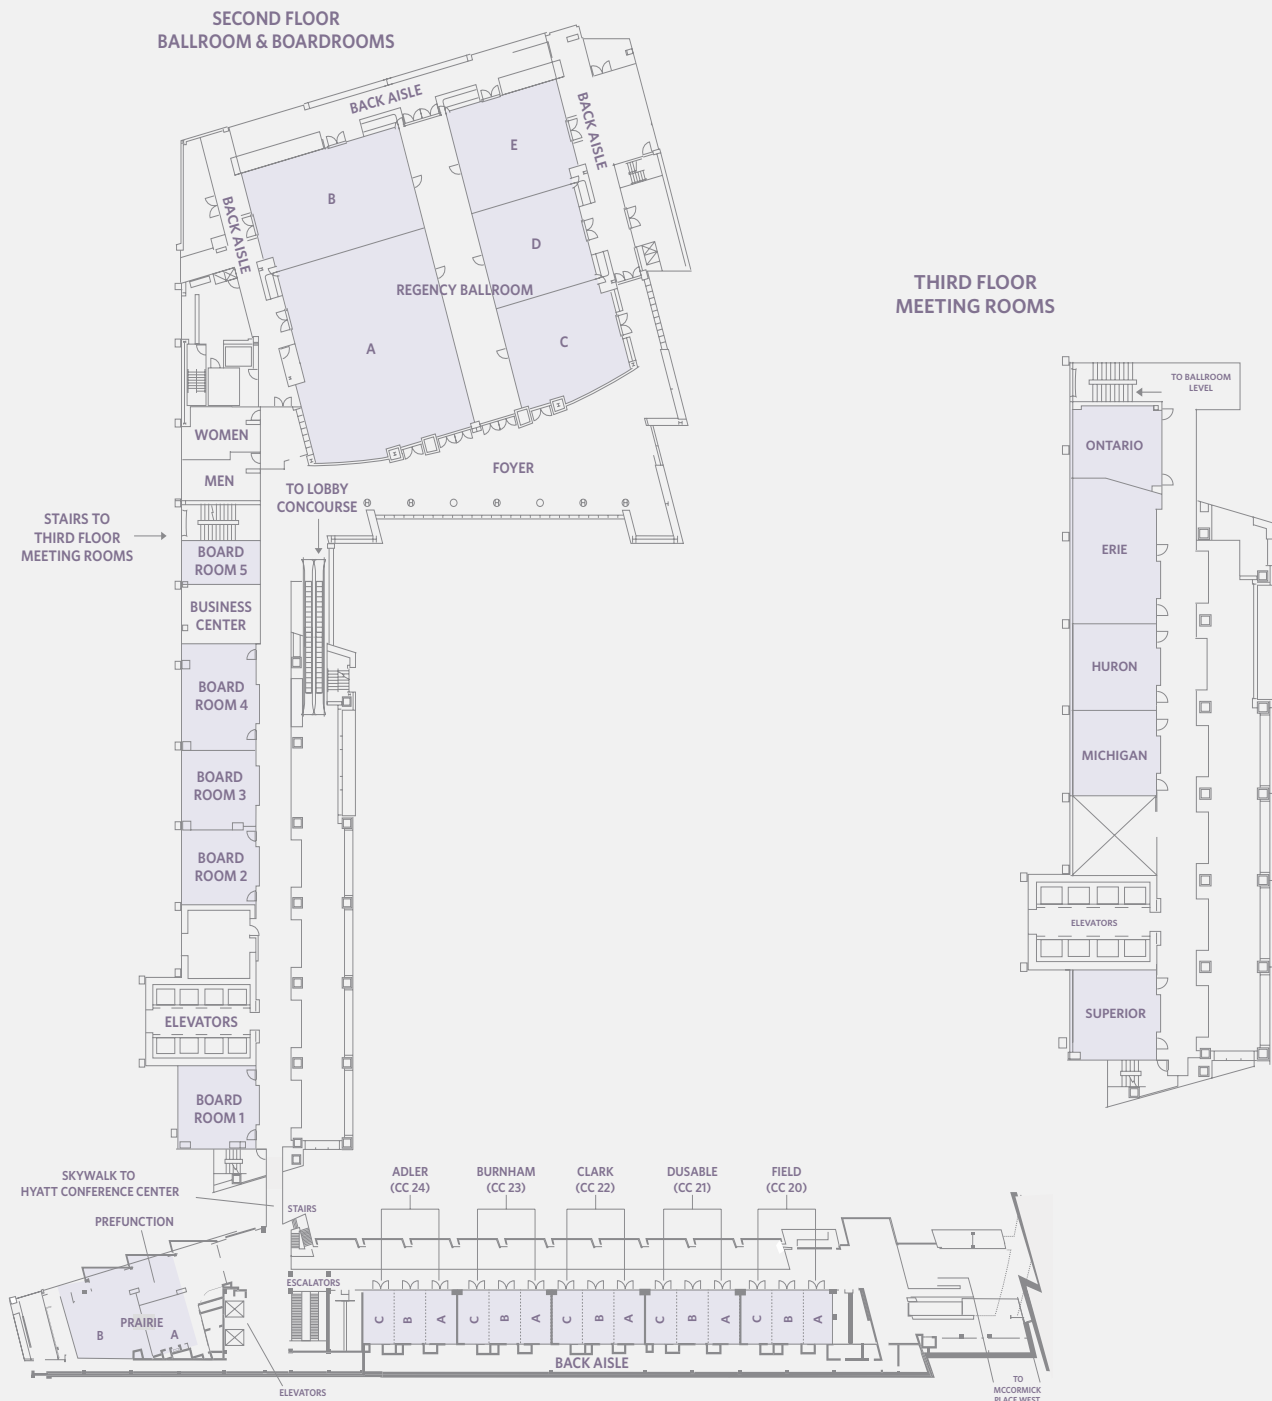 SECOND FLOOR
BALLROOM & BOARDROOMS
BACK AISLE
BACK AISLE
BACK AISLE
E
B
D
REGENCY BALLROOM
A
C
WOMEN
MEN
FOYER
TO LOBBY
CONCOURSE
STAIRS TO
THIRD FLOOR
MEETING ROOMS
BOARD
ROOM 5
BUSINESS
CENTER
BOARD
ROOM 4
BOARD
ROOM 3
BOARD
ROOM 2
ELEVATORS
BOARD
ROOM 1
THIRD FLOOR
MEETING ROOMS
TO BALLROOM
LEVEL
ONTARIO
ERIE
HURON
MICHIGAN
ELEVATORS
SUPERIOR
SKYWALK TO
HYATT CONFERENCE CENTER
PREFUNCTION
STAIRS
ESCALATORS
PRAIRIE
B
A
ELEVATORS
ADLER
(CC 24)
BURNHAM
(CC 23)
CLARK
(CC 22)
DUSABLE
(CC 21)
FIELD
(CC 20)
C B A C B A C B A C B A C B A
BACK AISLE
TO
MCCORMICK
PLACE WEST